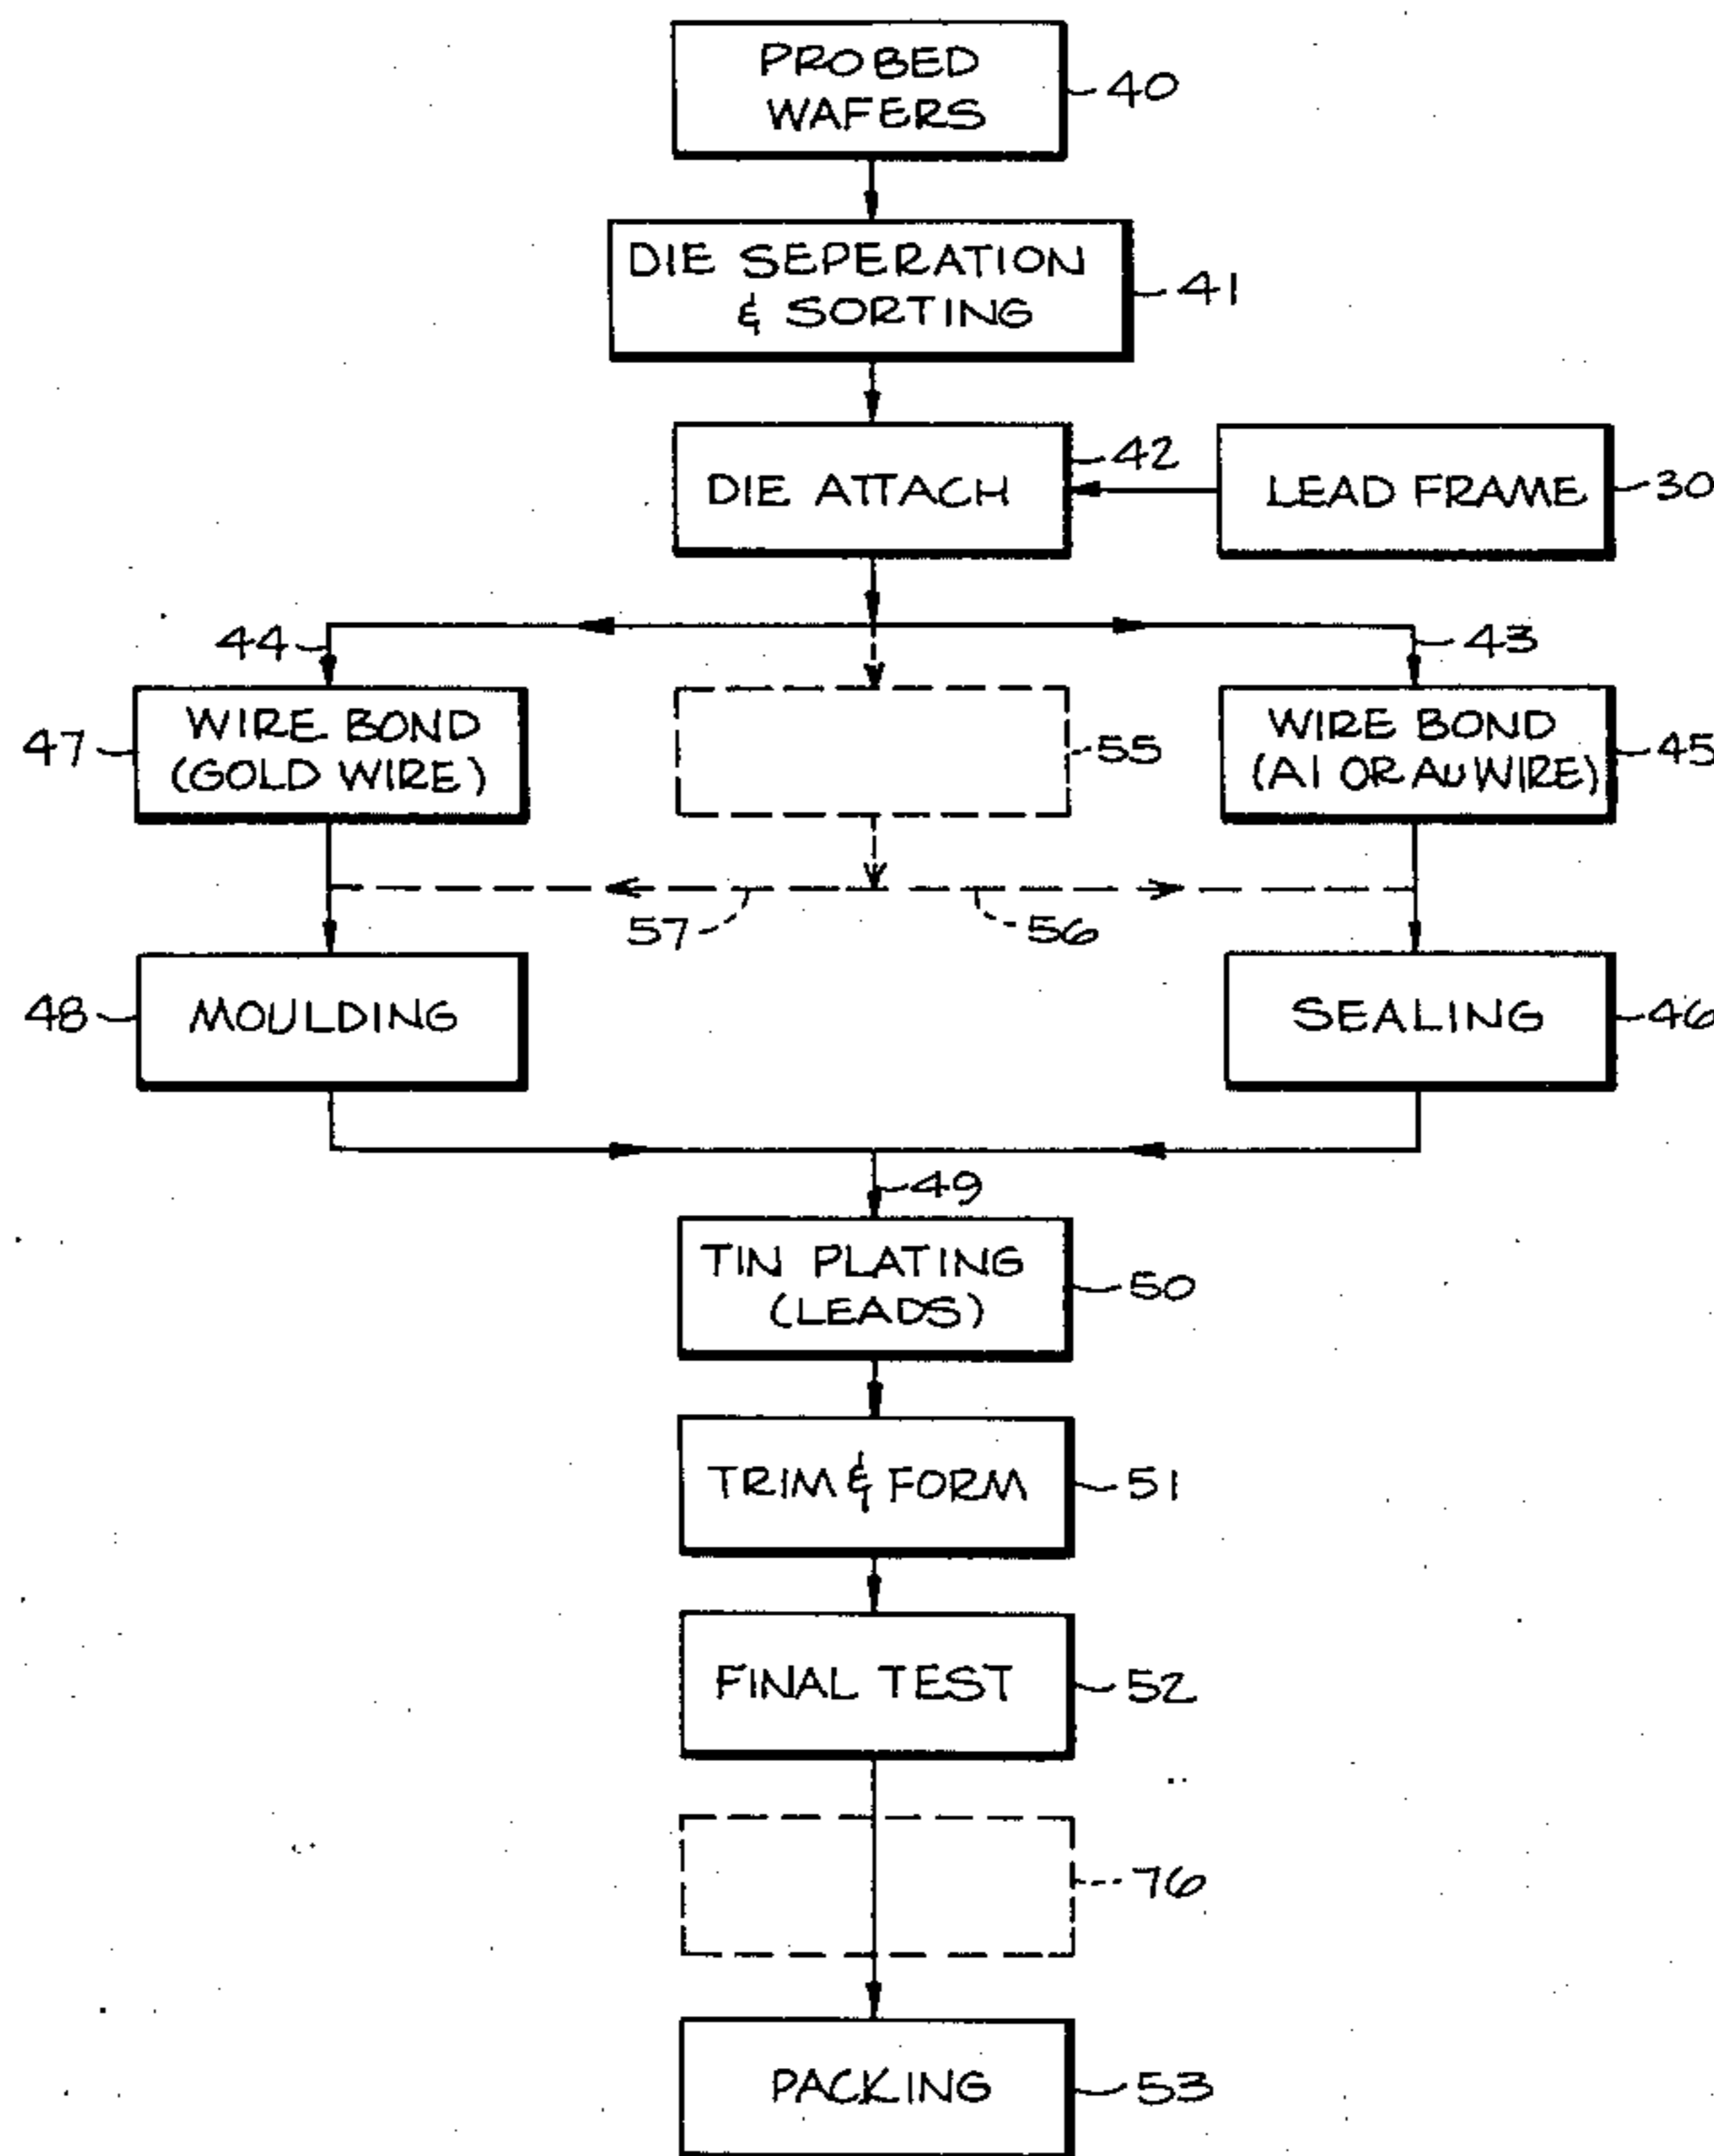 PROBED
WAFERS
40
DIE SEPERATION
& SORTING
41
DIE ATTACH
42
LEAD FRAME
30
44
43
47
WIRE BOND
(GOLD WIRE)
55
WIRE BOND
(Al OR Au WIRE)
45
57
56
48
MOULDING
SEALING
46
49
TIN PLATING
(LEADS)
50
TRIM & FORM
51
FINAL TEST
52
76
PACKING
53